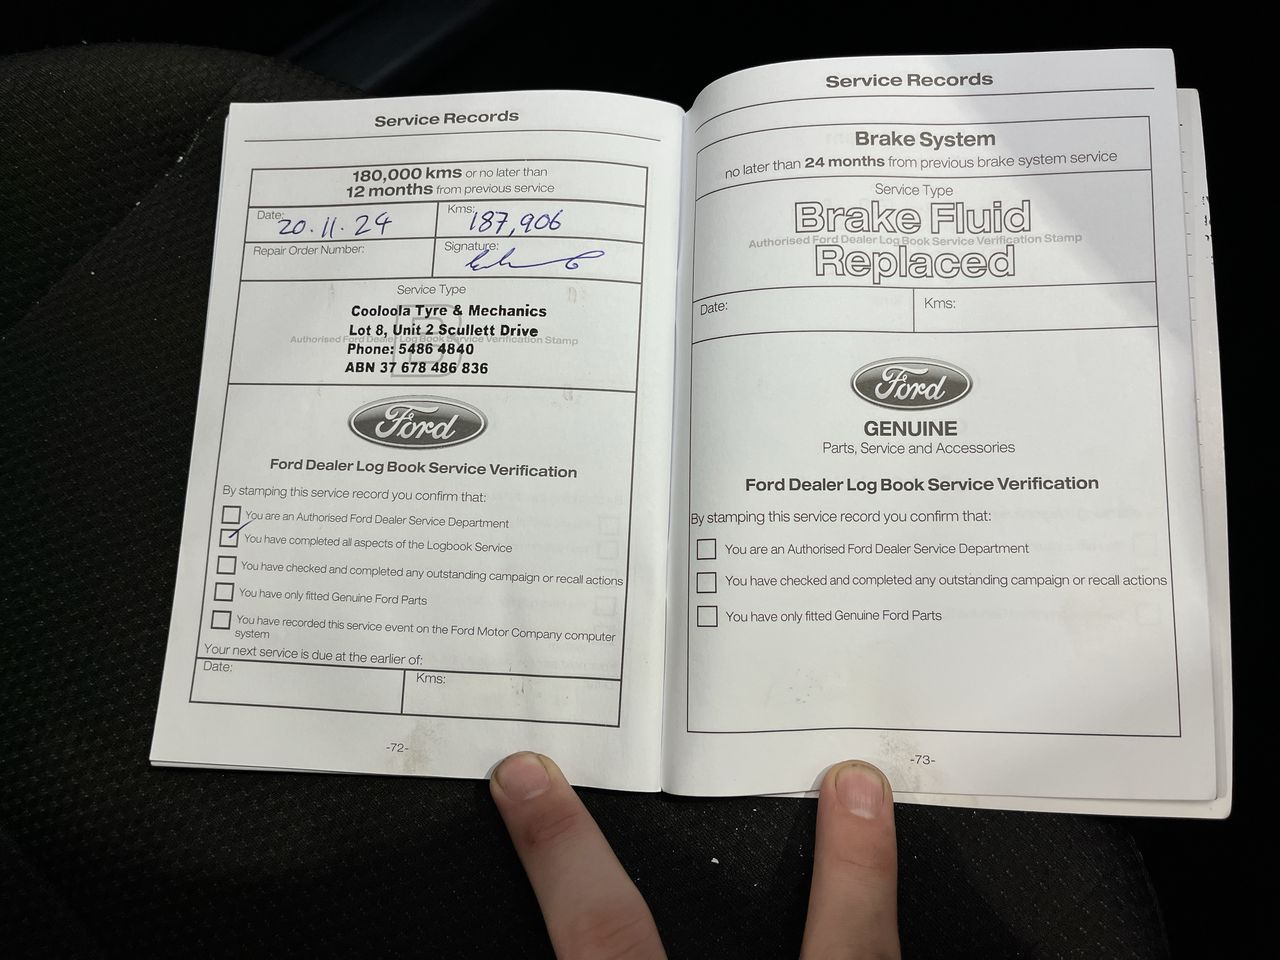 Service Records
180,000 kms or no later than
12 months from previous service
Date: 20.11.24
Kms: 187,906
Repair Order Number:
Signature:
Service Type
B
Cooloola Tyre & Mechanics
Lot 8, Unit 2 Scullett Drive
Authorised Ford Dealer Log Book Service Verification Stamp
Phone: 5486 4840
ABN 37 678 486 836
Ford
Ford Dealer Log Book Service Verification
By stamping this service record you confirm that:
You are an Authorised Ford Dealer Service Department
You have completed all aspects of the Logbook Service
You have checked and completed any outstanding campaign or recall actions
You have only fitted Genuine Ford Parts
You have recorded this service event on the Ford Motor Company computer
system
Your next service is due at the earlier of:
Date:
Kms:
-72-
Service Records
Brake System
no later than 24 months from previous brake system service
Service Type
Brake Fluid
Authorised Ford Dealer Log Book Service Verification Stamp
Replaced
Date:
Kms:
Ford
GENUINE
Parts, Service and Accessories
Ford Dealer Log Book Service Verification
By stamping this service record you confirm that:
You are an Authorised Ford Dealer Service Department
You have checked and completed any outstanding campaign or recall actions
You have only fitted Genuine Ford Parts
-73-